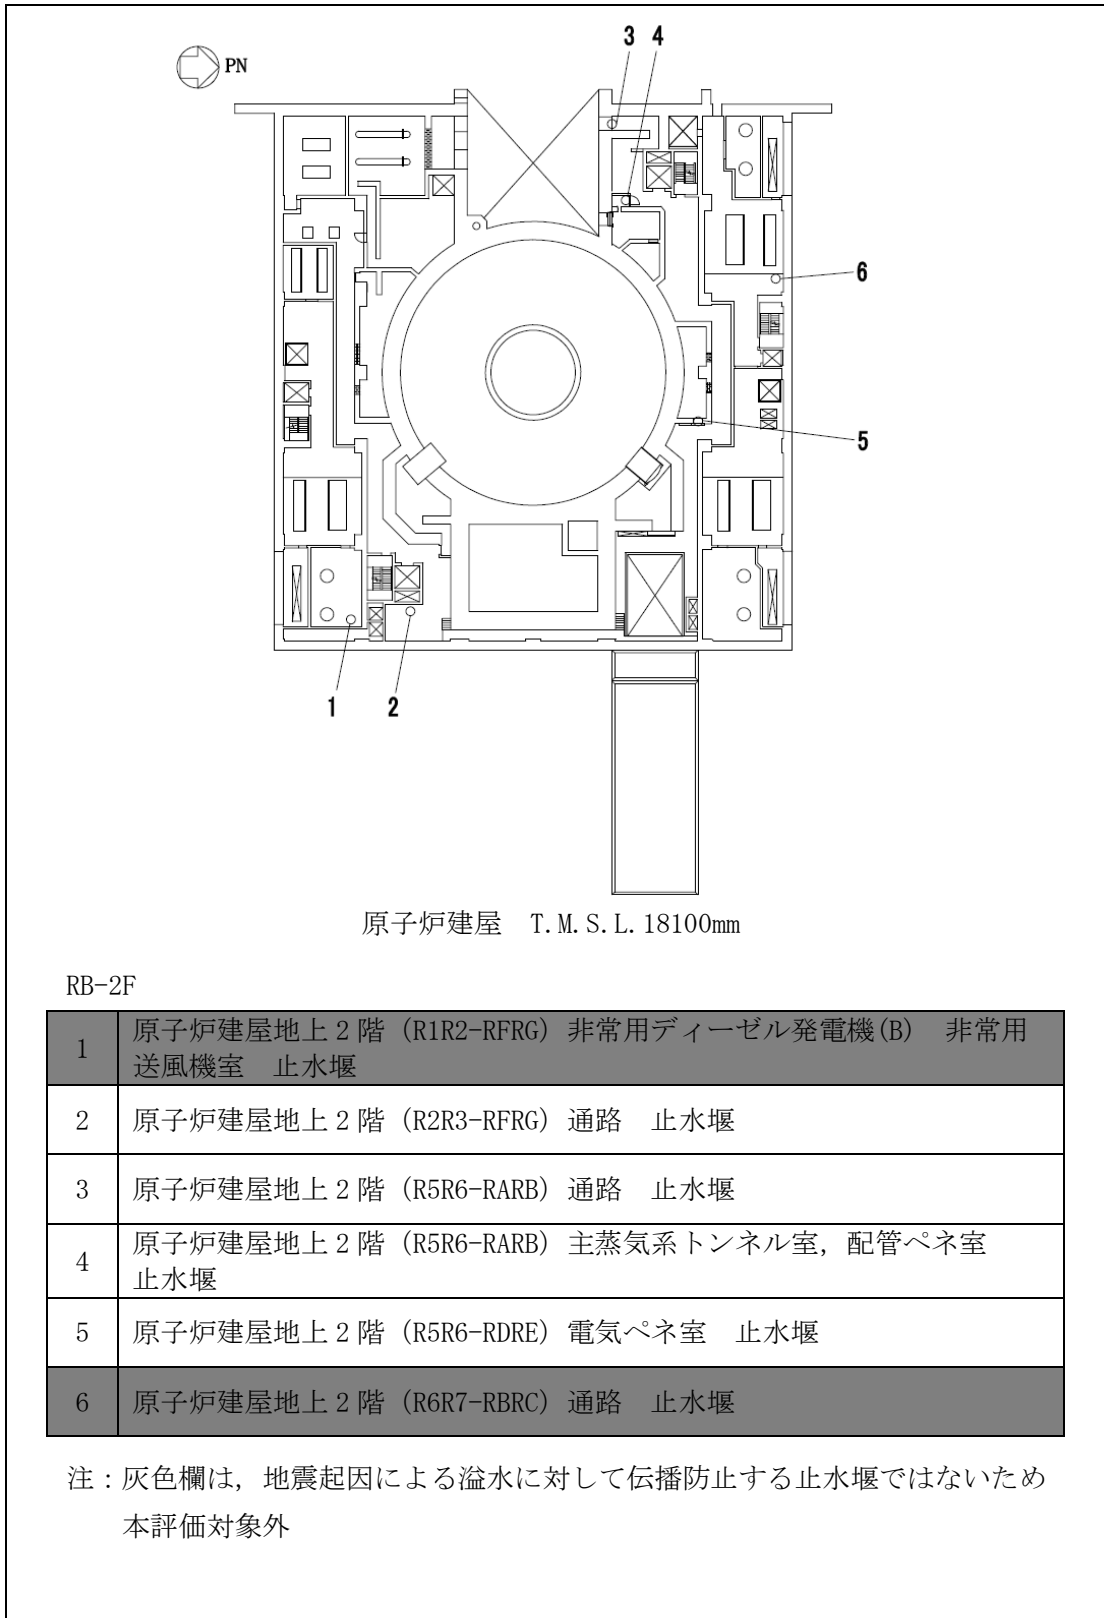 3 4
PN
6
5
1 2
原子炉建屋　T.M.S.L.18100mm
RB-2F
1 原子炉建屋地上2階（R1R2-RFRG）非常用ディーゼル発電機(B)　非常用
送風機室　止水堰
2 原子炉建屋地上2階（R2R3-RFRG）通路　止水堰
3 原子炉建屋地上2階（R5R6-RARB）通路　止水堰
4 原子炉建屋地上2階（R5R6-RARB）主蒸気系トンネル室，配管ペネ室
止水堰
5 原子炉建屋地上2階（R5R6-RDRE）電気ペネ室　止水堰
6 原子炉建屋地上2階（R6R7-RBRC）通路　止水堰
注：灰色欄は，地震起因による溢水に対して伝播防止する止水堰ではないため
本評価対象外